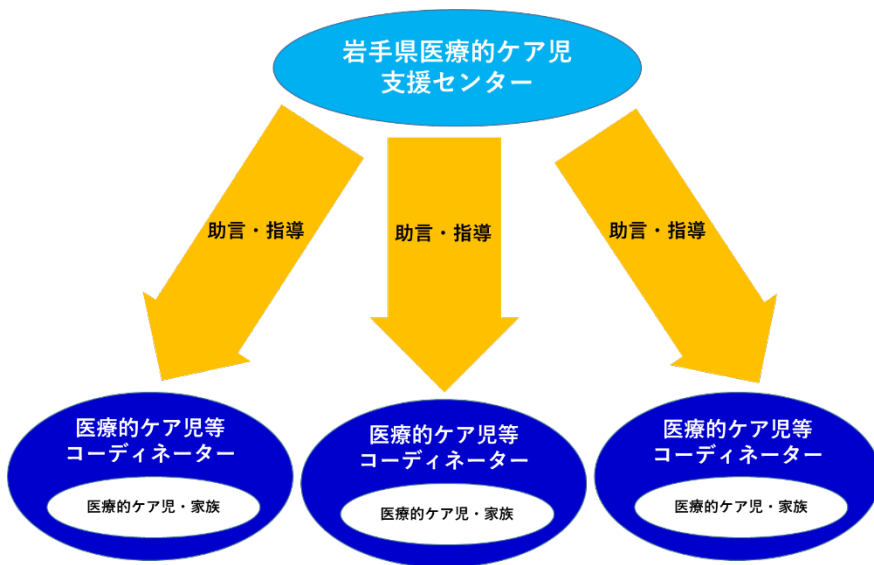 岩手県医療的ケア児
支援センター
助言・指導
助言・指導
助言・指導
医療的ケア児等
コーディネーター
医療的ケア児・家族
医療的ケア児等
コーディネーター
医療的ケア児・家族
医療的ケア児等
コーディネーター
医療的ケア児・家族